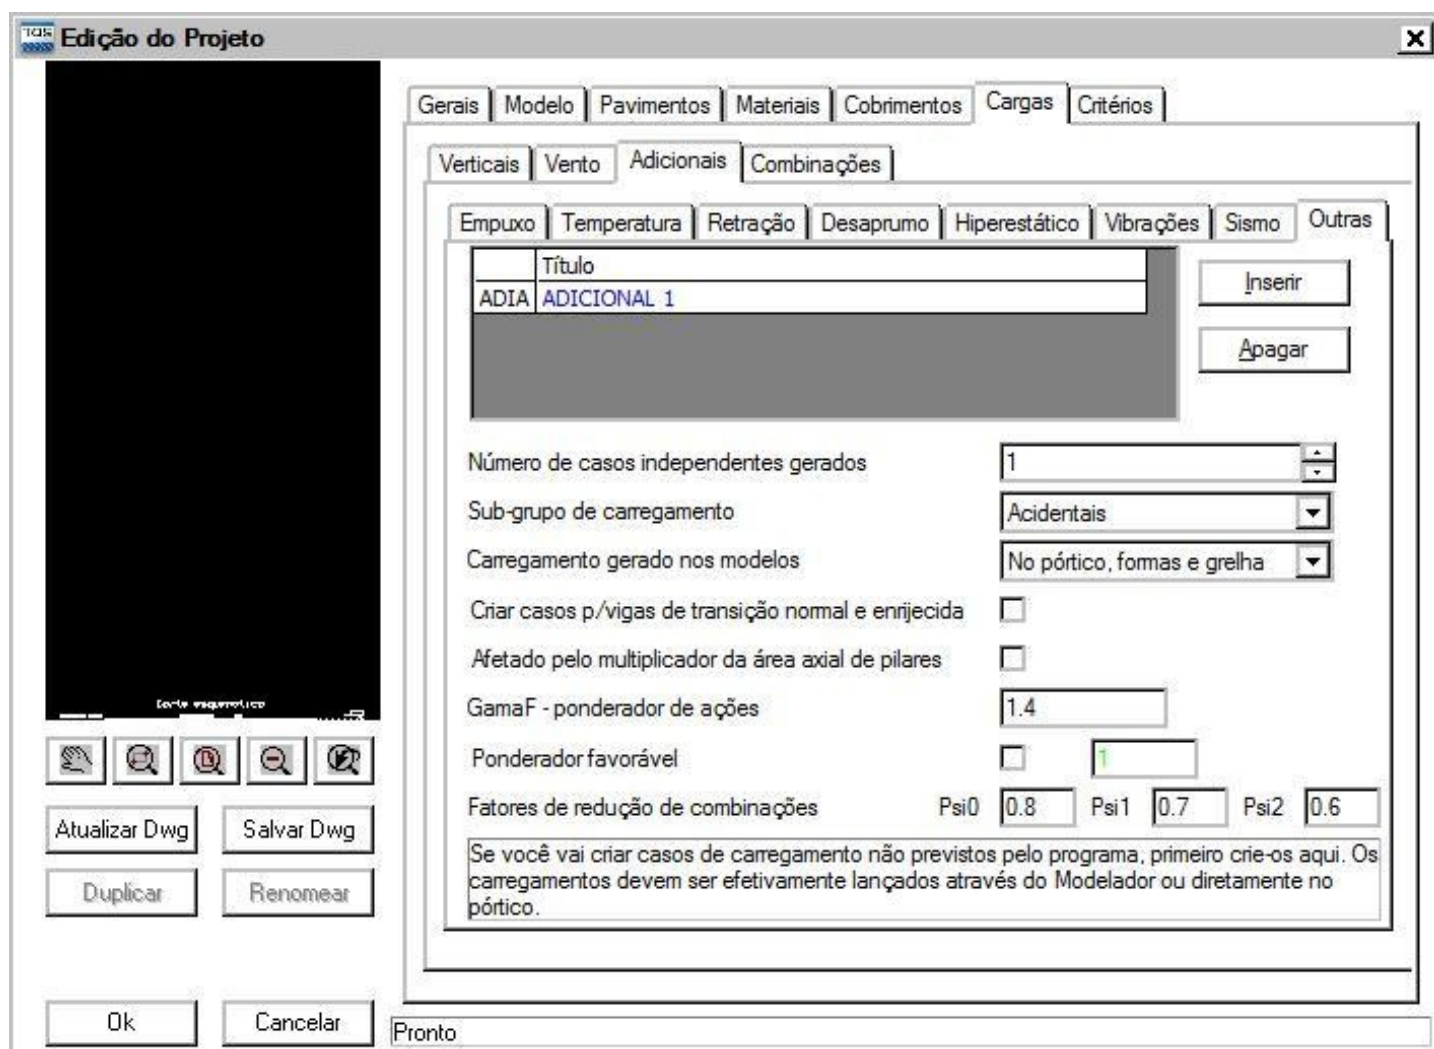 TQS
Edição do Projeto
Gerais Modelo Pavimentos Materiais Cobrimentos Cargas Critérios
Verticais Vento Adicionais Combinações
Empuxo Temperatura Retração Desaprumo Hiperestático Vibrações Sismo Outras
Título
ADIA ADICIONAL 1
Inserir
Apagar
Número de casos independentes gerados 1
Sub-grupo de carregamento Acidentais
Carregamento gerado nos modelos No pórtico, formas e grelha
Criar casos p/vigas de transição normal e enrijecida
Afetado pelo multiplicador da área axial de pilares
GamaF - ponderador de ações 1.4
Ponderador favorável 1
Fatores de redução de combinações Psi0 0.8 Psi1 0.7 Psi2 0.6
Se você vai criar casos de carregamento não previstos pelo programa, primeiro crie-os aqui. Os
carregamentos devem ser efetivamente lançados através do Modelador ou diretamente no
pórtico.
Corte esquemático
Atualizar Dwg Salvar Dwg
Duplicar Renomear
Ok Cancelar
Pronto